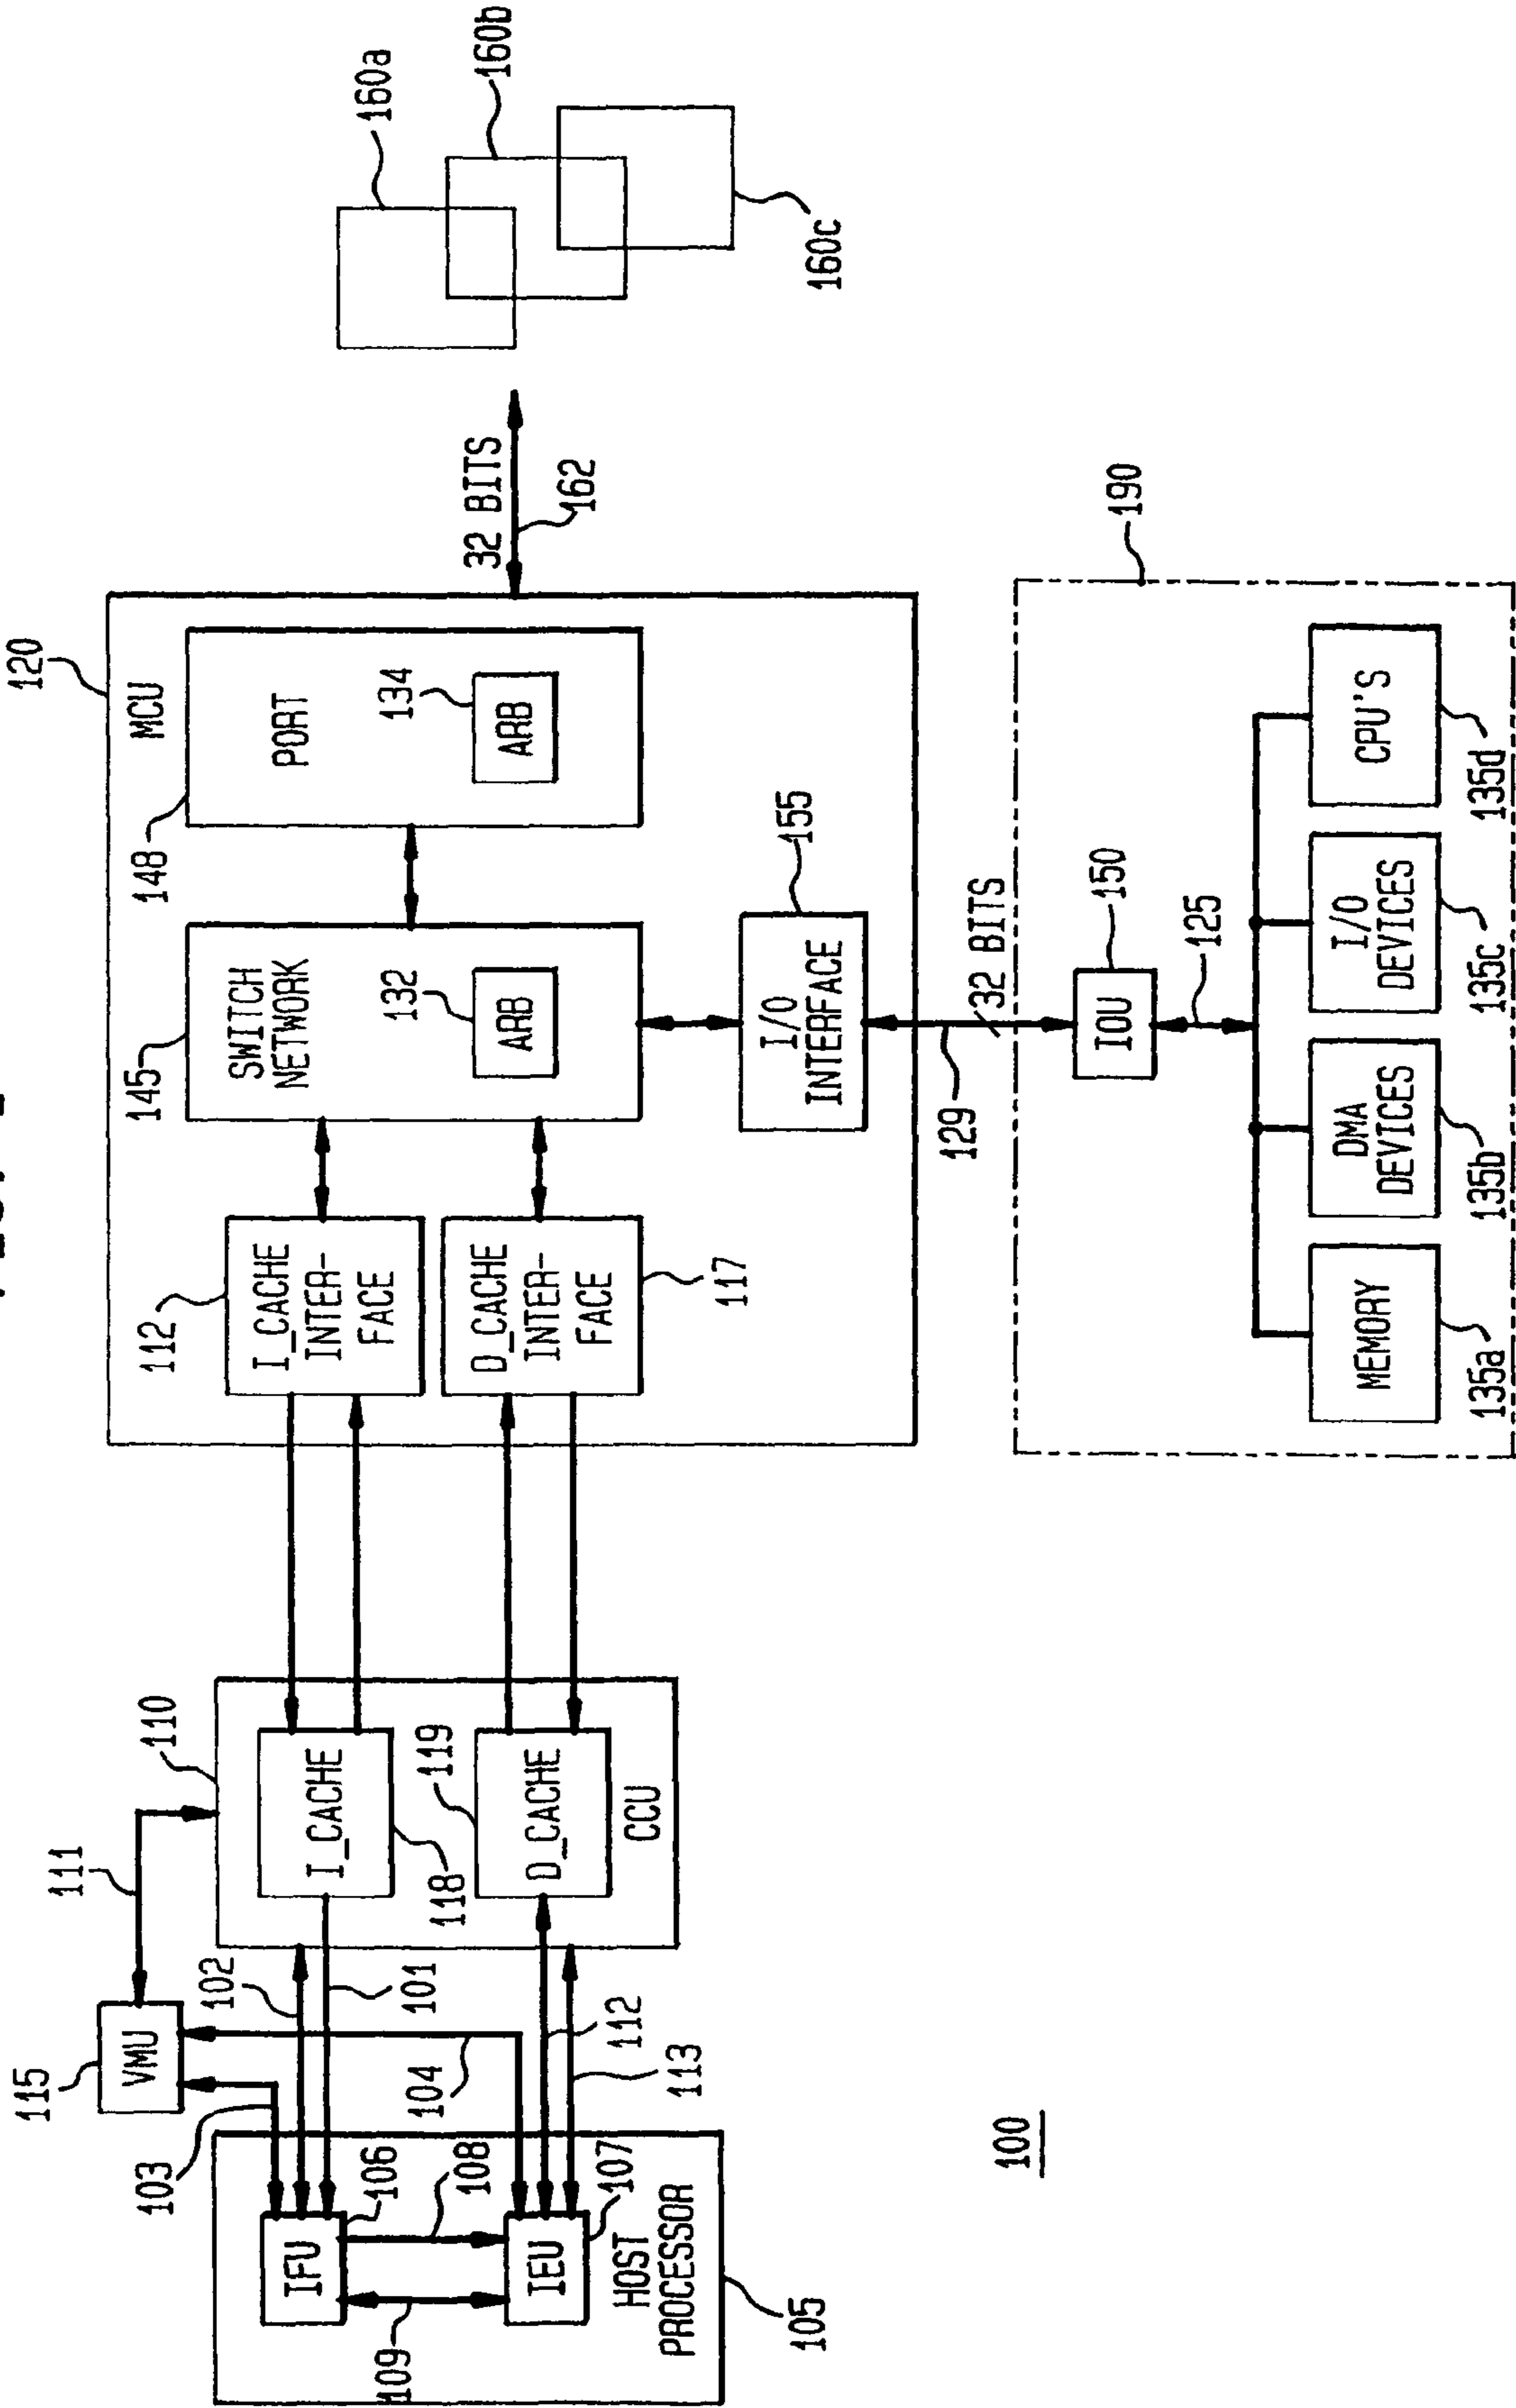 120
MCU
PORT
134
ARB
148
32 BITS
162
160a
160b
160c
145
SWITCH
NETWORK
132
ARB
112
I_CACHE
INTER-
FACE
D_CACHE
INTER-
FACE
117
155
I/O
INTERFACE
129
32 BITS
190
150
IOU
125
MEMORY
135a
DMA
DEVICES
135b
I/O
DEVICES
135c
CPU'S
135d
110
111
I_CACHE
118
119
D_CACHE
CCU
115
VMU
102
101
103
104
112
113
IFU
106
108
109
IEU
107
HOST
PROCESSOR
105
100